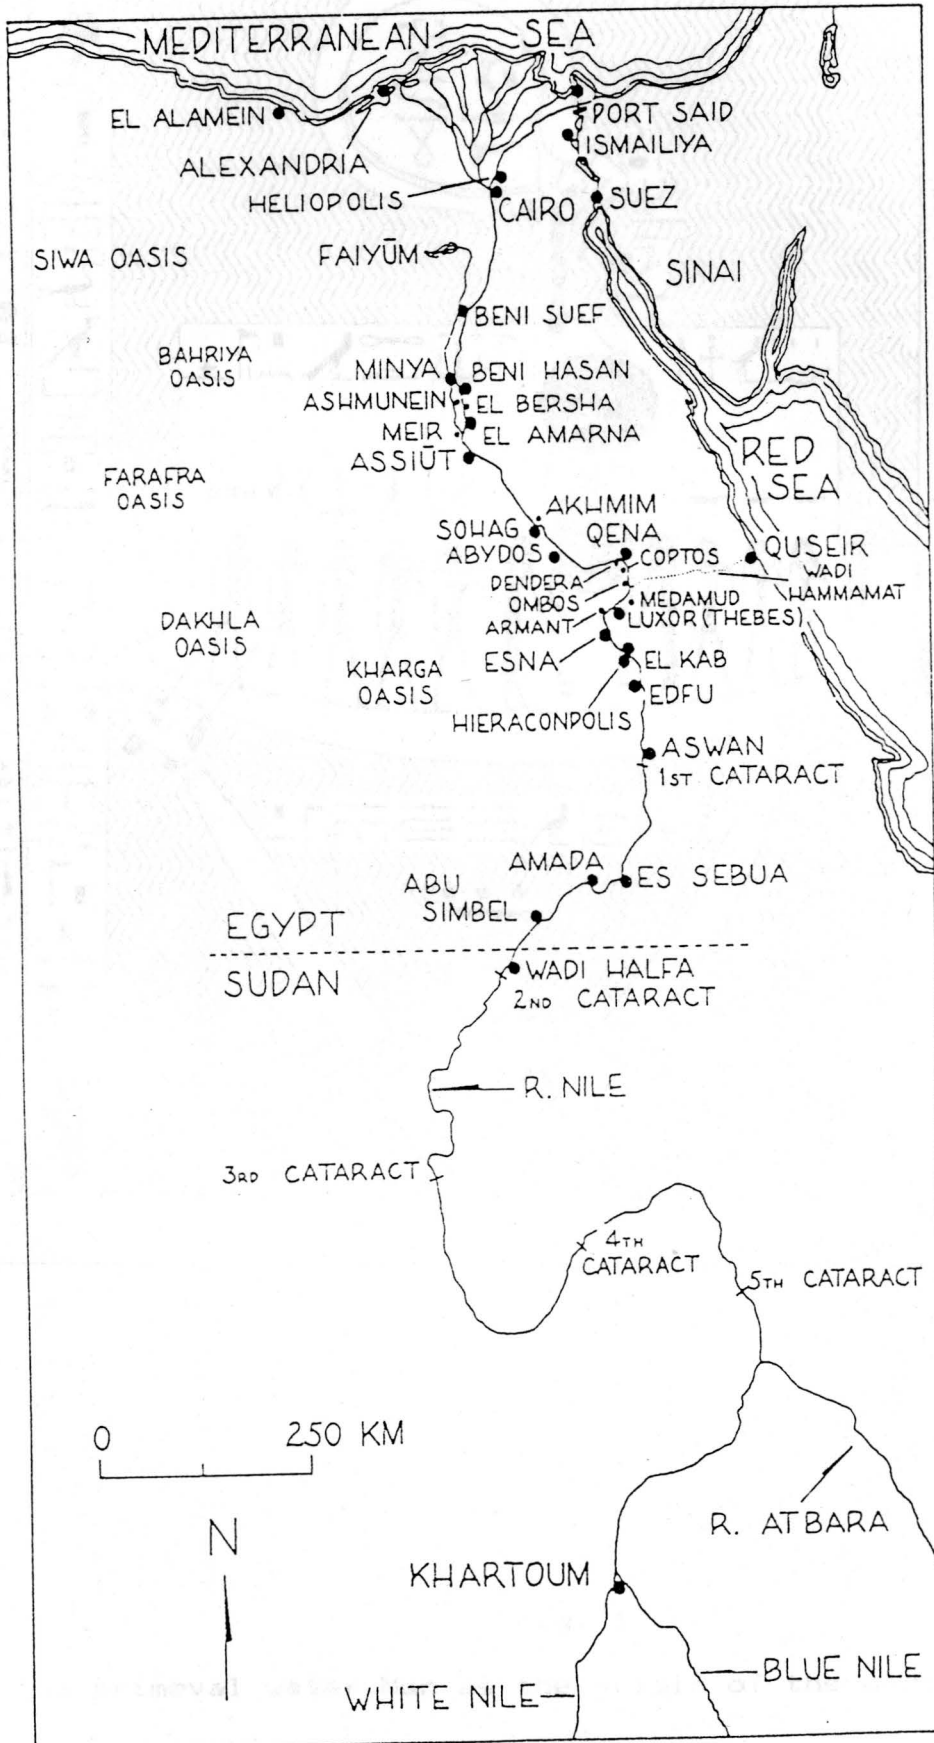 MEDITERRANEAN SEA
EL ALAMEIN
PORT SAID
ISMAILIYA
ALEXANDRIA
HELIOPOLIS
CAIRO
SUEZ
SIWA OASIS
FAIYŪM
SINAI
BENI SUEF
BAHRIYA
OASIS
MINYA
BENI HASAN
ASHMUNEIN
EL BERSHA
MEIR
EL AMARNA
ASSIŪT
RED
SEA
FARAFRA
OASIS
AKHMIM
SOHAG
QENA
ABYDOS
COPTOS
QUSEIR
DENDERA
WADI
HAMMAMAT
OMBOS
MEDAMUD
ARMANT
LUXOR (THEBES)
DAKHLA
OASIS
ESNA
EL KAB
KHARGA
OASIS
EDFU
HIERACONPOLIS
ASWAN
1ST CATARACT
AMADA
ES SEBUA
ABU
SIMBEL
EGYPT
SUDAN
WADI HALFA
2ND CATARACT
R. NILE
3RD CATARACT
4TH
CATARACT
5TH CATARACT
0 250 KM
R. ATBARA
N
KHARTOUM
BLUE NILE
WHITE NILE